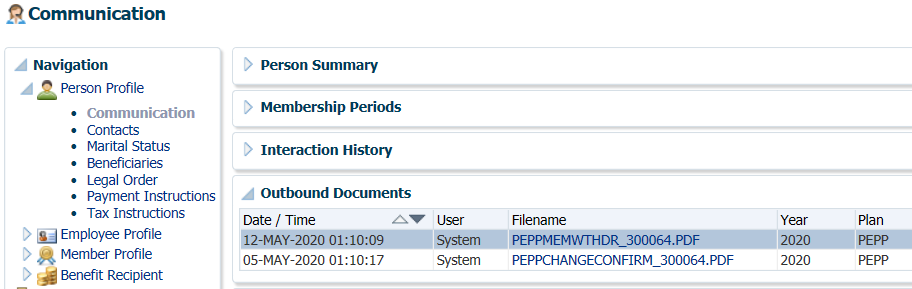 Communication
Navigation
Person Profile
• Communication
• Contacts
• Marital Status
• Beneficiaries
• Legal Order
• Payment Instructions
• Tax Instructions
Employee Profile
Member Profile
Benefit Recipient
Person Summary
Membership Periods
Interaction History
Outbound Documents
Date / Time User Filename Year Plan
12-MAY-2020 01:10:09 System PEPPMEMWTHDR_300064.PDF 2020 PEPP
05-MAY-2020 01:10:17 System PEPPCHANGECONFIRM_300064.PDF 2020 PEPP